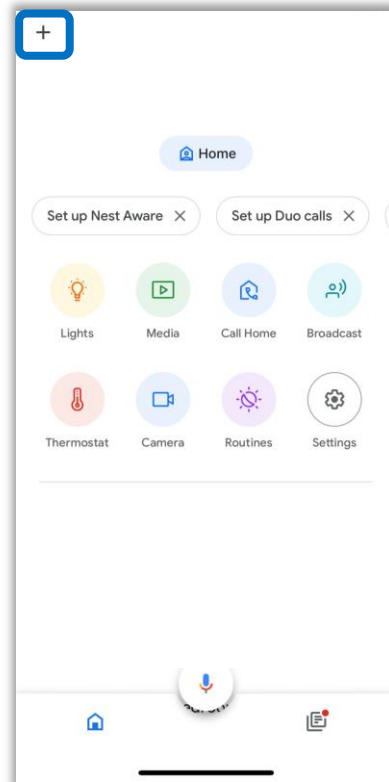 +
Home
Set up Nest Aware X
Set up Duo calls X
Lights
Media
Call Home
Broadcast
Thermostat
Camera
Routines
Settings